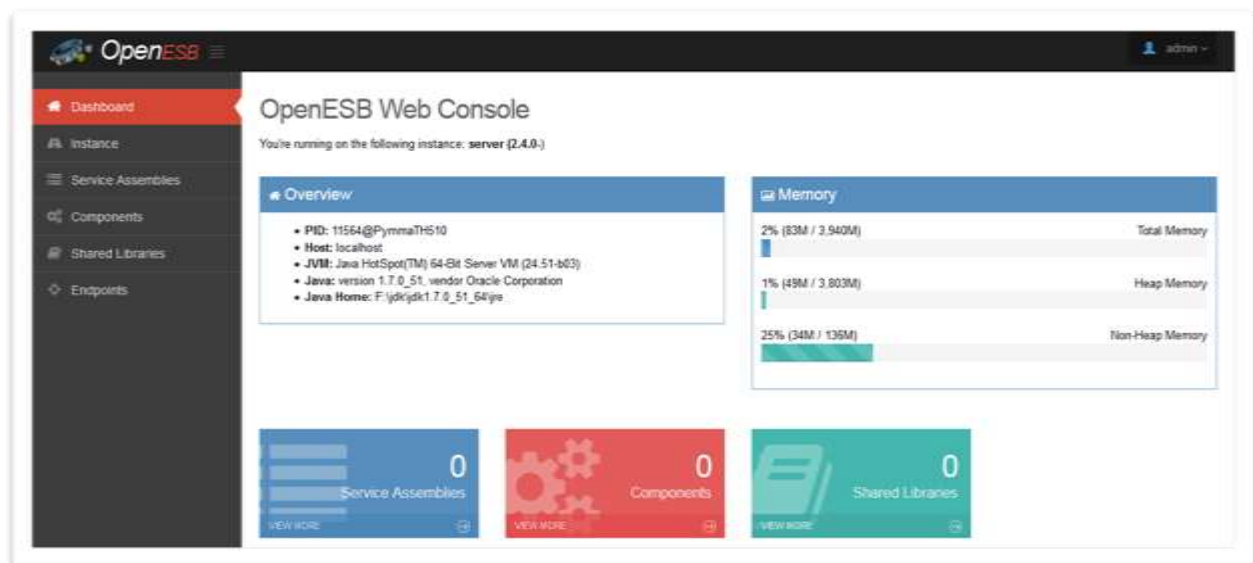 OpenESB
admin
Dashboard
Instance
Service Assemblies
Components
Shared Libraries
Endpoints
OpenESB Web Console
You're running on the following instance: server (2.4.0-)
Overview
• PID: 11564@PymmaTH510
• Host: localhost
• JVM: Java HotSpot(TM) 64-Bit Server VM (24.51-b03)
• Java: version 1.7.0_51, vendor Oracle Corporation
• Java Home: F:\jdk\jdk1.7.0_51_64\jre
Memory
2% (83M / 3,940M) Total Memory
1% (49M / 3,803M) Heap Memory
25% (34M / 136M) Non-Heap Memory
0
Service Assemblies
VIEW MORE
0
Components
VIEW MORE
0
Shared Libraries
VIEW MORE